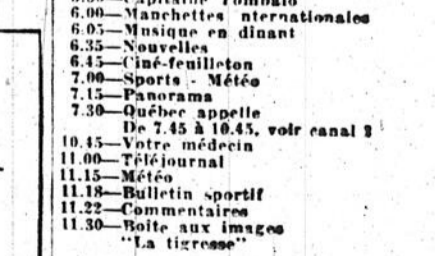 6.00—Manchettes nternationales
6.05—Musique en dinant
6.35—Nouvelles
6.45—Ciné-feuilleton
7.00—Sports - Météo
7.15—Panorama
7.30—Québec appelle
De 7.45 à 10.45, voir canal 2
10.45—Votre médecin
11.00—Téléjournal
11.15—Météo
11.18—Bulletin sportif
11.22—Commentaires
11.30—Boîte aux images
"La tigresse"